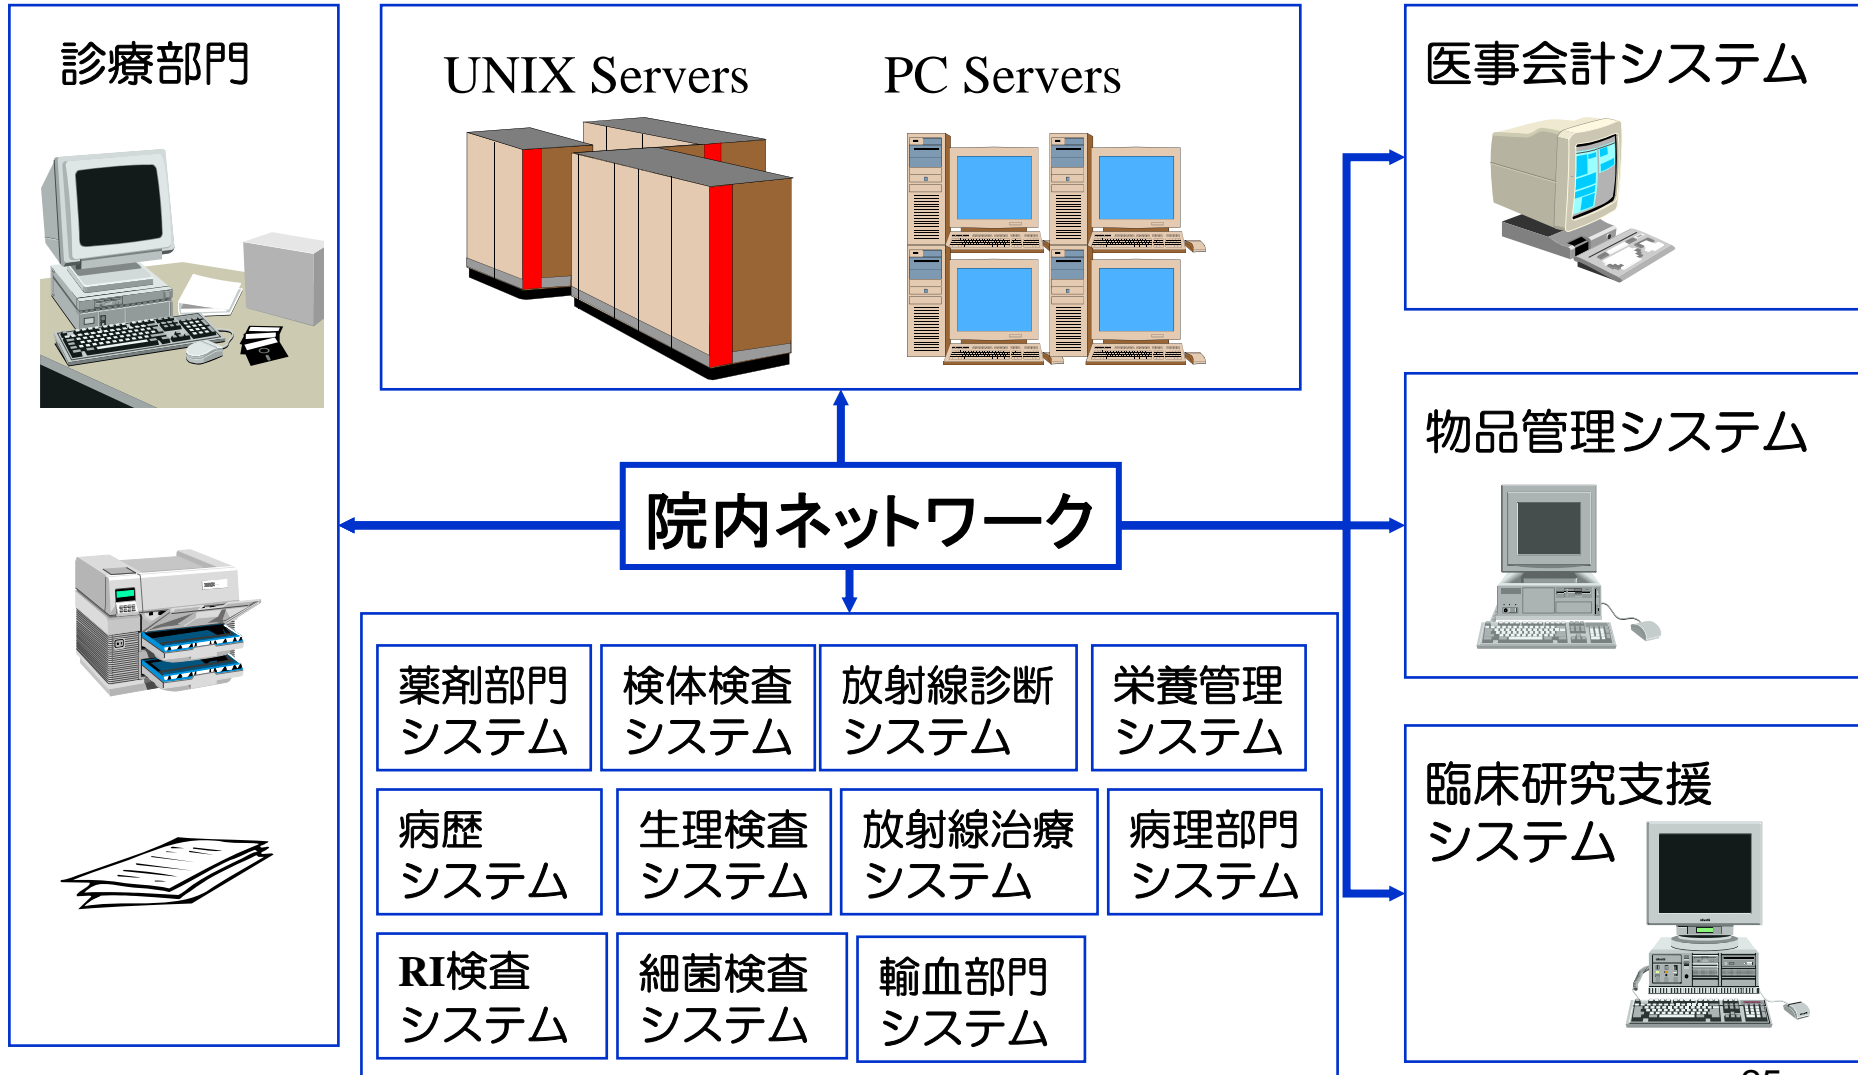 診療部門
UNIX Servers
PC Servers
医事会計システム
物品管理システム
院内ネットワーク
臨床研究支援
システム
薬剤部門
システム
検体検査
システム
放射線診断
システム
栄養管理
システム
病歴
システム
生理検査
システム
放射線治療
システム
病理部門
システム
RI検査
システム
細菌検査
システム
輸血部門
システム